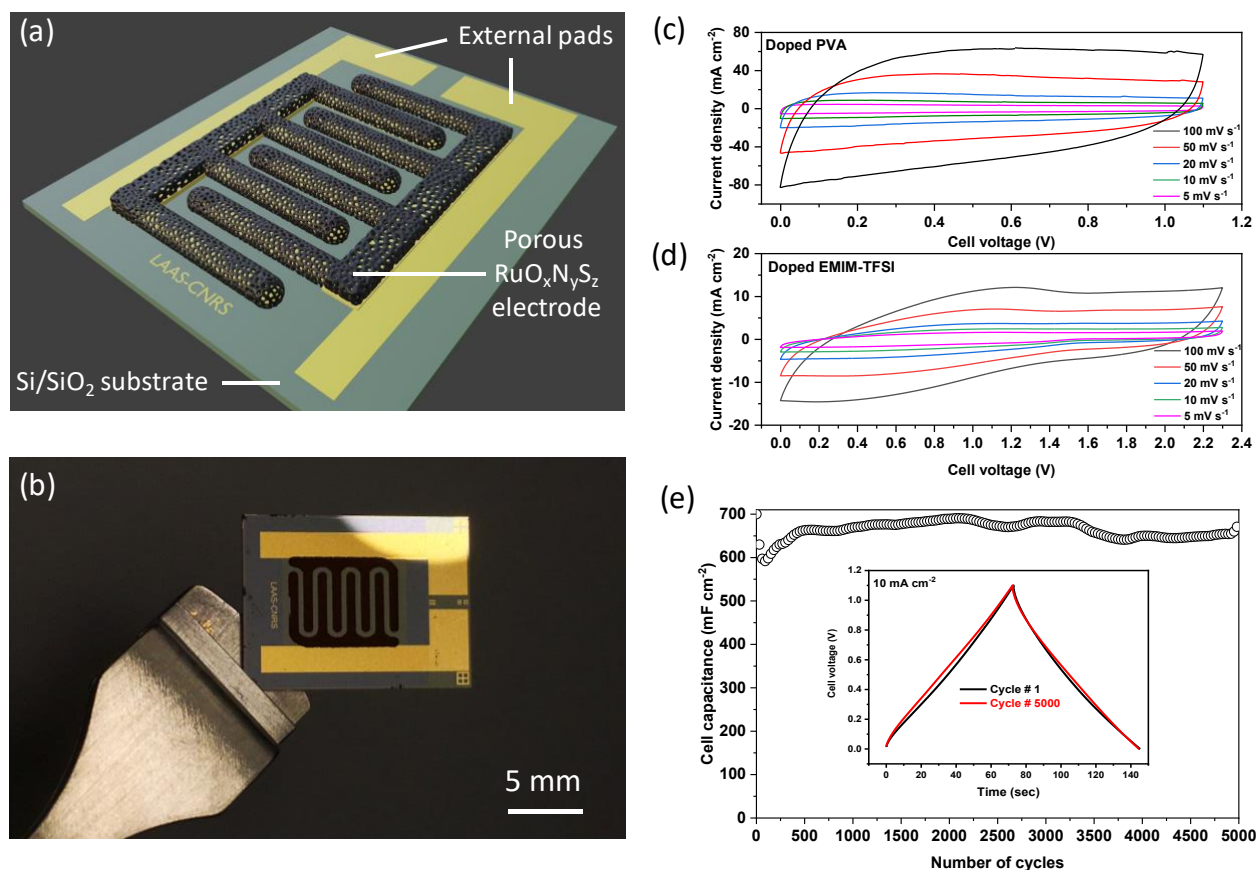 (a)
External pads
Porous
RuOₓNᵧS_z
electrode
LAAS-CNRS
Si/SiO₂ substrate
(b)
LAAS-CNRS
5 mm
(c)
Doped PVA
Current density (mA cm⁻²)
80
40
0
-40
-80
100 mV s⁻¹
50 mV s⁻¹
20 mV s⁻¹
10 mV s⁻¹
5 mV s⁻¹
0.0 0.2 0.4 0.6 0.8 1.0 1.2
Cell voltage (V)
(d)
Doped EMIM-TFSI
Current density (mA cm⁻²)
20
10
0
-10
-20
100 mV s⁻¹
50 mV s⁻¹
20 mV s⁻¹
10 mV s⁻¹
5 mV s⁻¹
0.0 0.2 0.4 0.6 0.8 1.0 1.2 1.4 1.6 1.8 2.0 2.2 2.4
Cell voltage (V)
(e)
Cell capacitance (mF cm⁻²)
700
600
500
400
300
200
100
0
10 mA cm⁻²
Cell voltage (V)
1.2
1.0
0.8
0.6
0.4
0.2
0.0
Cycle # 1
Cycle # 5000
0 20 40 60 80 100 120 140
Time (sec)
0 500 1000 1500 2000 2500 3000 3500 4000 4500 5000
Number of cycles